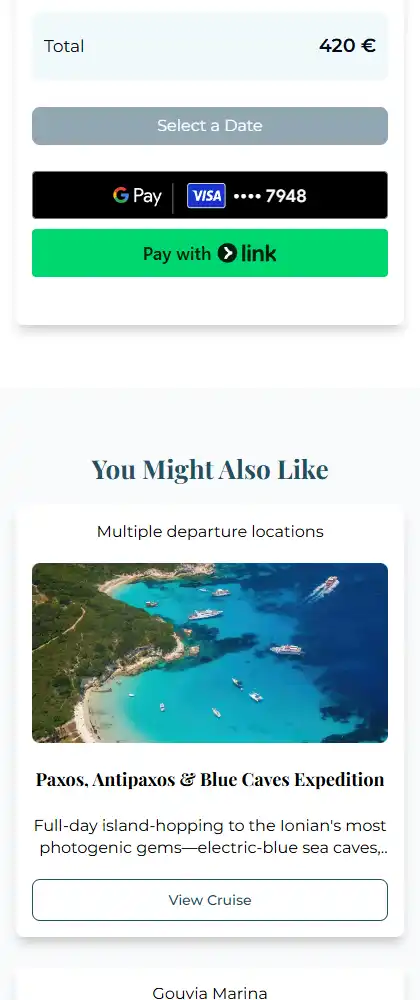 Total 420 €
Select a Date
G Pay VISA •••• 7948
Pay with link
You Might Also Like
Multiple departure locations
Paxos, Antipaxos & Blue Caves Expedition
Full-day island-hopping to the Ionian's most
photogenic gems—electric-blue sea caves,..
View Cruise
Gouvia Marina